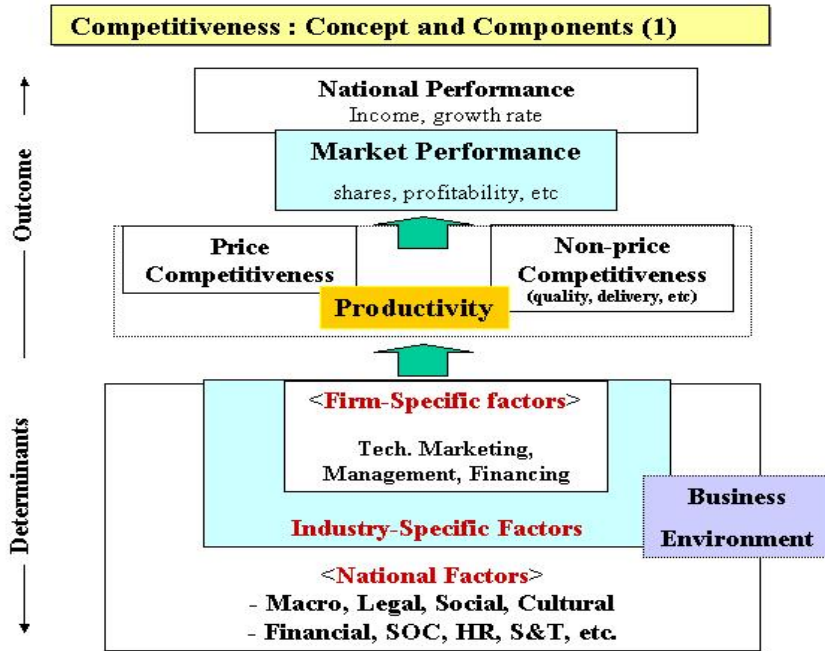 Competitiveness : Concept and Components (1)
Outcome
National Performance
Income, growth rate
Market Performance
shares, profitability, etc
Price
Competitiveness
Non-price
Competitiveness
(quality, delivery, etc)
Productivity
Determinants
<Firm-Specific factors>
Tech. Marketing,
Management, Financing
Industry-Specific Factors
Business
Environment
<National Factors>
- Macro, Legal, Social, Cultural
- Financial, SOC, HR, S&T, etc.